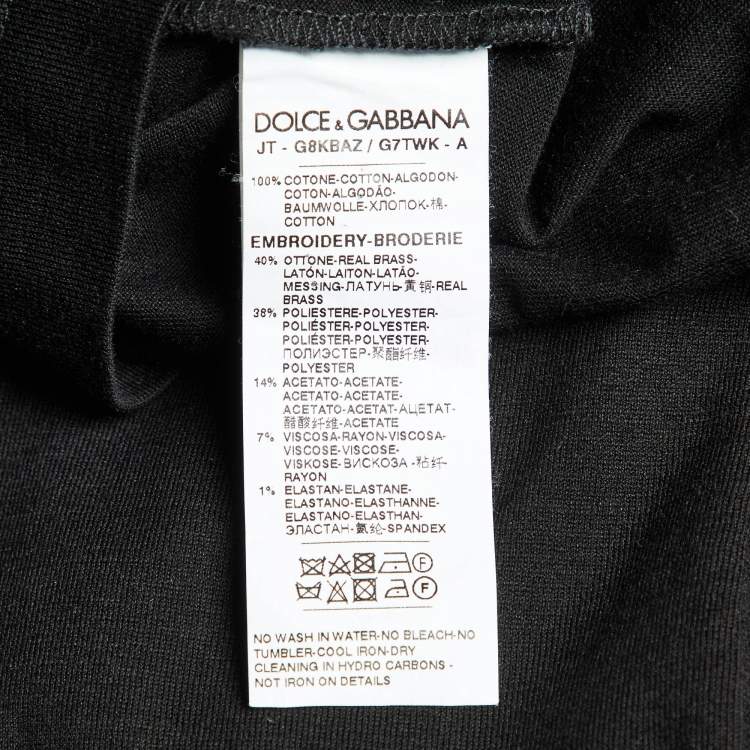 DOLCE & GABBANA
JT - G8KBAZ / G7TWK - A
100% COTONE-COTTON-ALGODON-
COTON-ALGODÃO-
BAUMWOLLE-ХЛОПОК-棉-
COTTON
EMBROIDERY-BRODERIE
40% OTTONE-REAL BRASS-
LATÓN-LAITON-LATÃO-
MESSING-ЛАТУНЬ-黄铜-REAL
BRASS
38% POLIESTERE-POLYESTER-
POLIÉSTER-POLYESTER-
POLIÉSTER-POLYESTER-
ПОЛИЭСТЕР-聚酯纤维-
POLYESTER
14% ACETATO-ACETATE-
ACETATO-ACETATE-
ACETATO-ACETAT-АЦЕТАТ-
醋酸纤维-ACETATE
7% VISCOSA-RAYON-VISCOSA-
VISCOSE-VISCOSE-
VISKOSE-ВИСКОЗА-粘纤-
RAYON
1% ELASTAN-ELASTANE-
ELASTANO-ELASTHANNE-
ELASTANO-ELASTHAN-
ЭЛАСТАН-氨纶-SPANDEX
F
F
NO WASH IN WATER-NO BLEACH-NO
TUMBLER-COOL IRON-DRY
CLEANING IN HYDRO CARBONS -
NOT IRON ON DETAILS